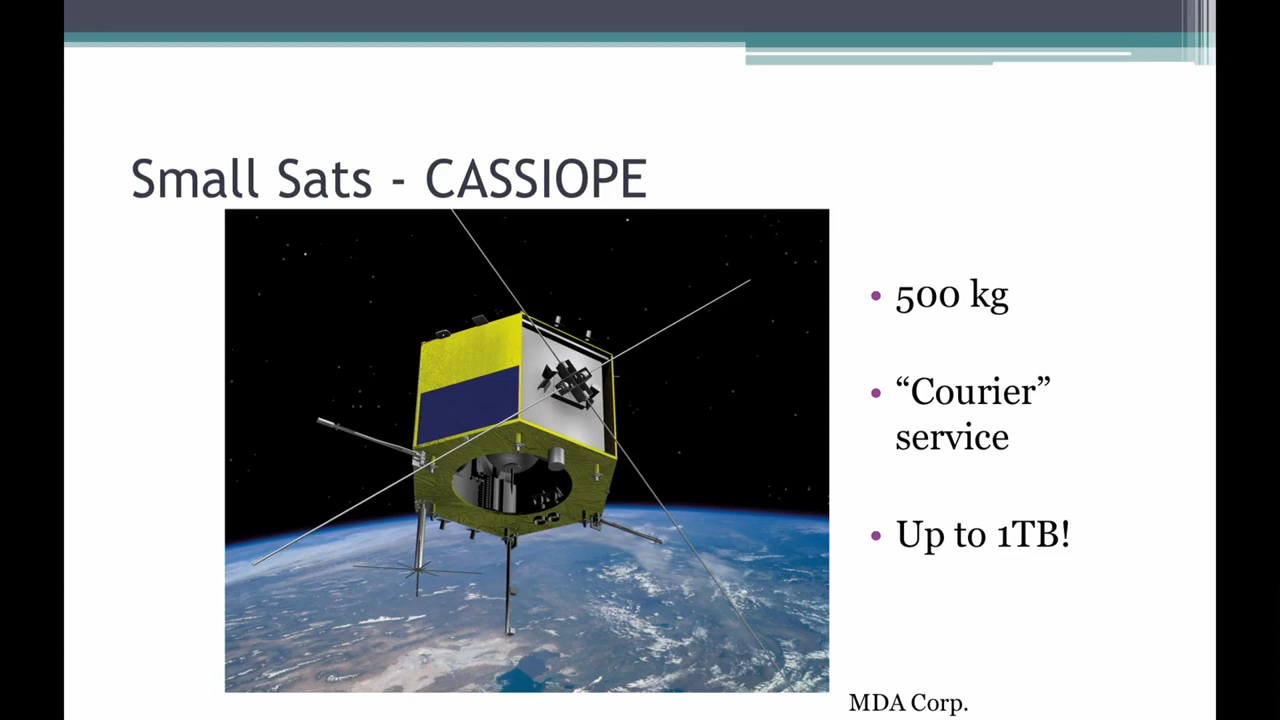 Small Sats - CASSIOPE
• 500 kg
• “Courier”
service
• Up to 1TB!
MDA Corp.